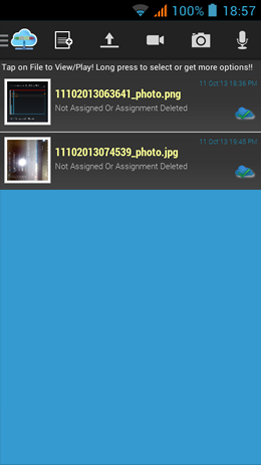 100% 18:57
Tap on File to View/Play! Long press to select or get more options!!
11 Oct 13 18:36 PM
11102013063641_photo.png
Not Assigned Or Assignment Deleted
11 Oct 13 19:45 PM
11102013074539_photo.jpg
Not Assigned Or Assignment Deleted